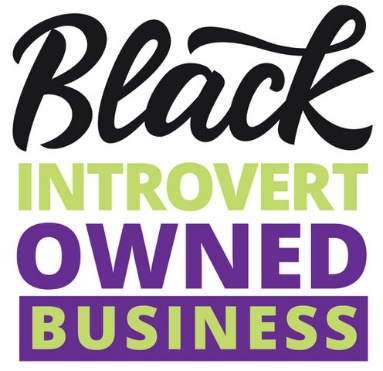 Black
INTROVERT
OWNED
BUSINESS